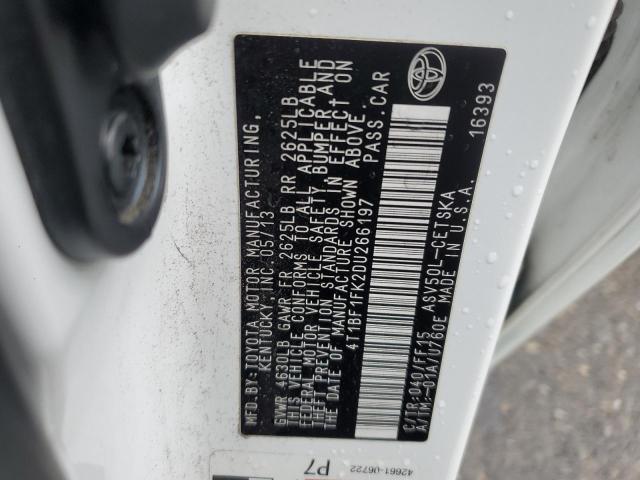 MFD.BY:TOYOTA MOTOR MANUFACTURING,
KENTUCKY,INC.05/13
GVWR 4630LB GAWR FR 2625LB RR 2625LB
THIS VEHICLE CONFORMS TO ALL APPLICABLE
FEDERAL MOTOR VEHICLE SAFETY, BUMPER,AND
THEFT PREVENTION STANDARDS IN EFFECT ON
THE DATE OF MANUFACTURE SHOWN ABOVE.
4T1BF1FK2DU266197 PASS.CAR
C/TR:040/FF15 ASV50L-CETSKA
A/TM:-01A/U760E MADE IN U.S.A.
16393
42661-06722
P7